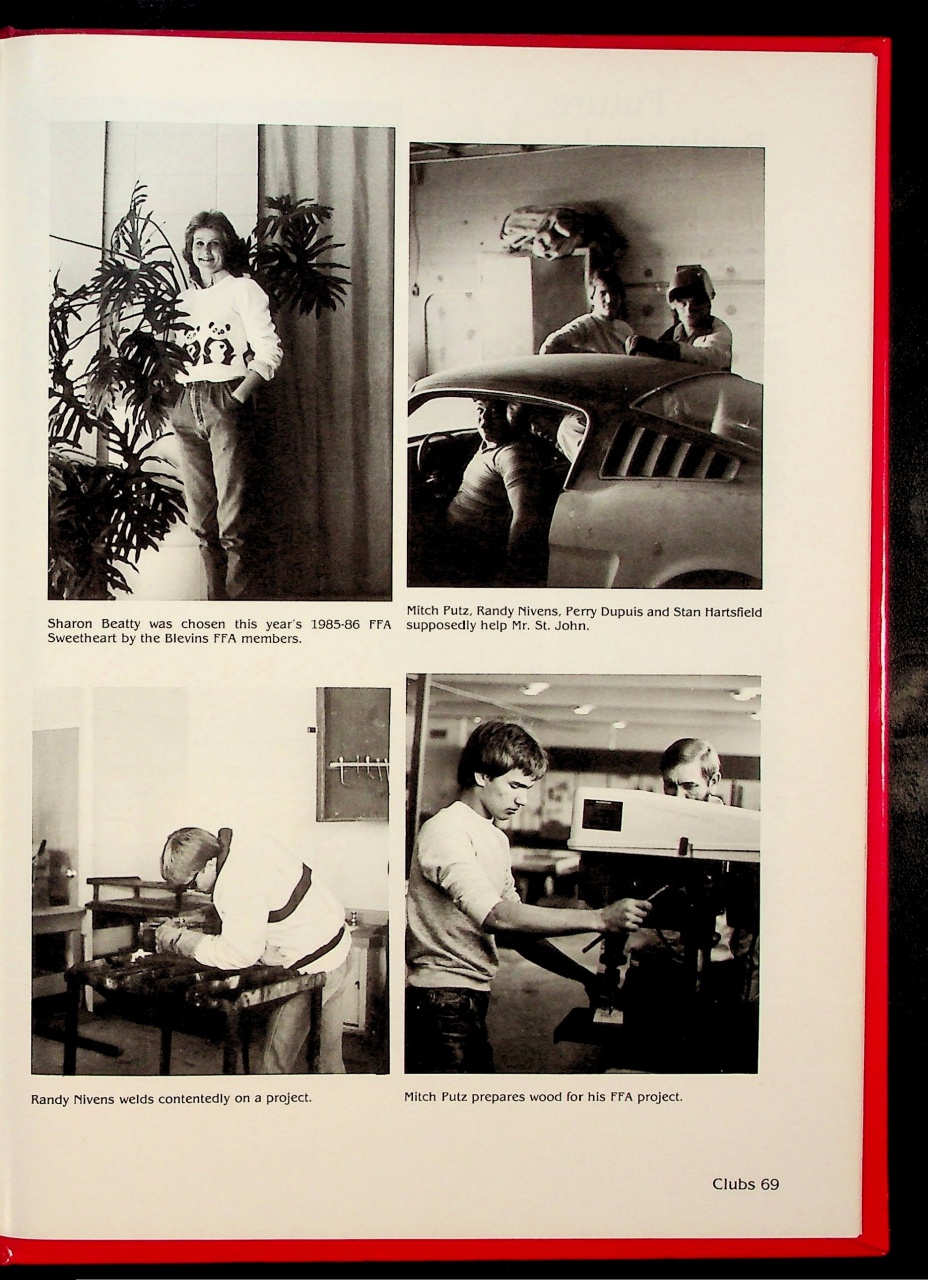 Sharon Beatty was chosen this year's 1985-86 FFA
Sweetheart by the Blevins FFA members.
Mitch Putz, Randy Nivens, Perry Dupuis and Stan Hartsfield
supposedly help Mr. St. John.
Randy Nivens welds contentedly on a project.
Mitch Putz prepares wood for his FFA project.
Clubs 69